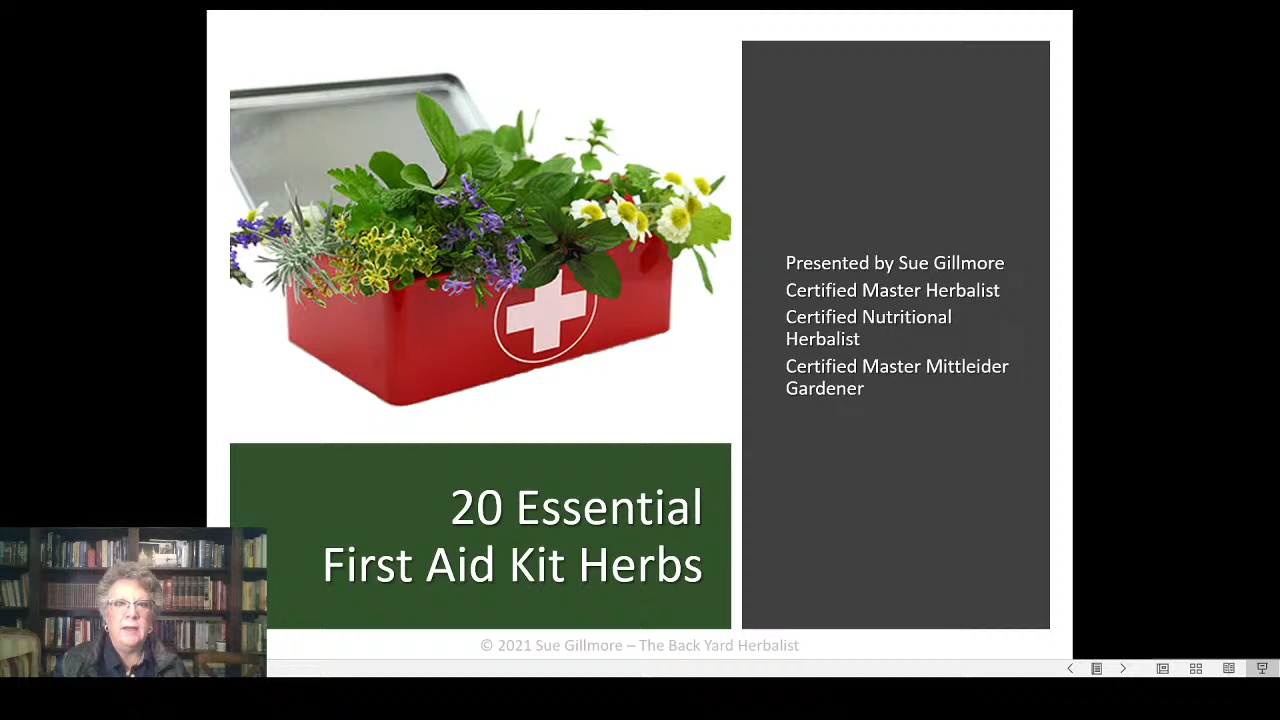 Presented by Sue Gillmore
Certified Master Herbalist
Certified Nutritional
Herbalist
Certified Master Mittleider
Gardener
20 Essential
First Aid Kit Herbs
© 2021 Sue Gillmore – The Back Yard Herbalist